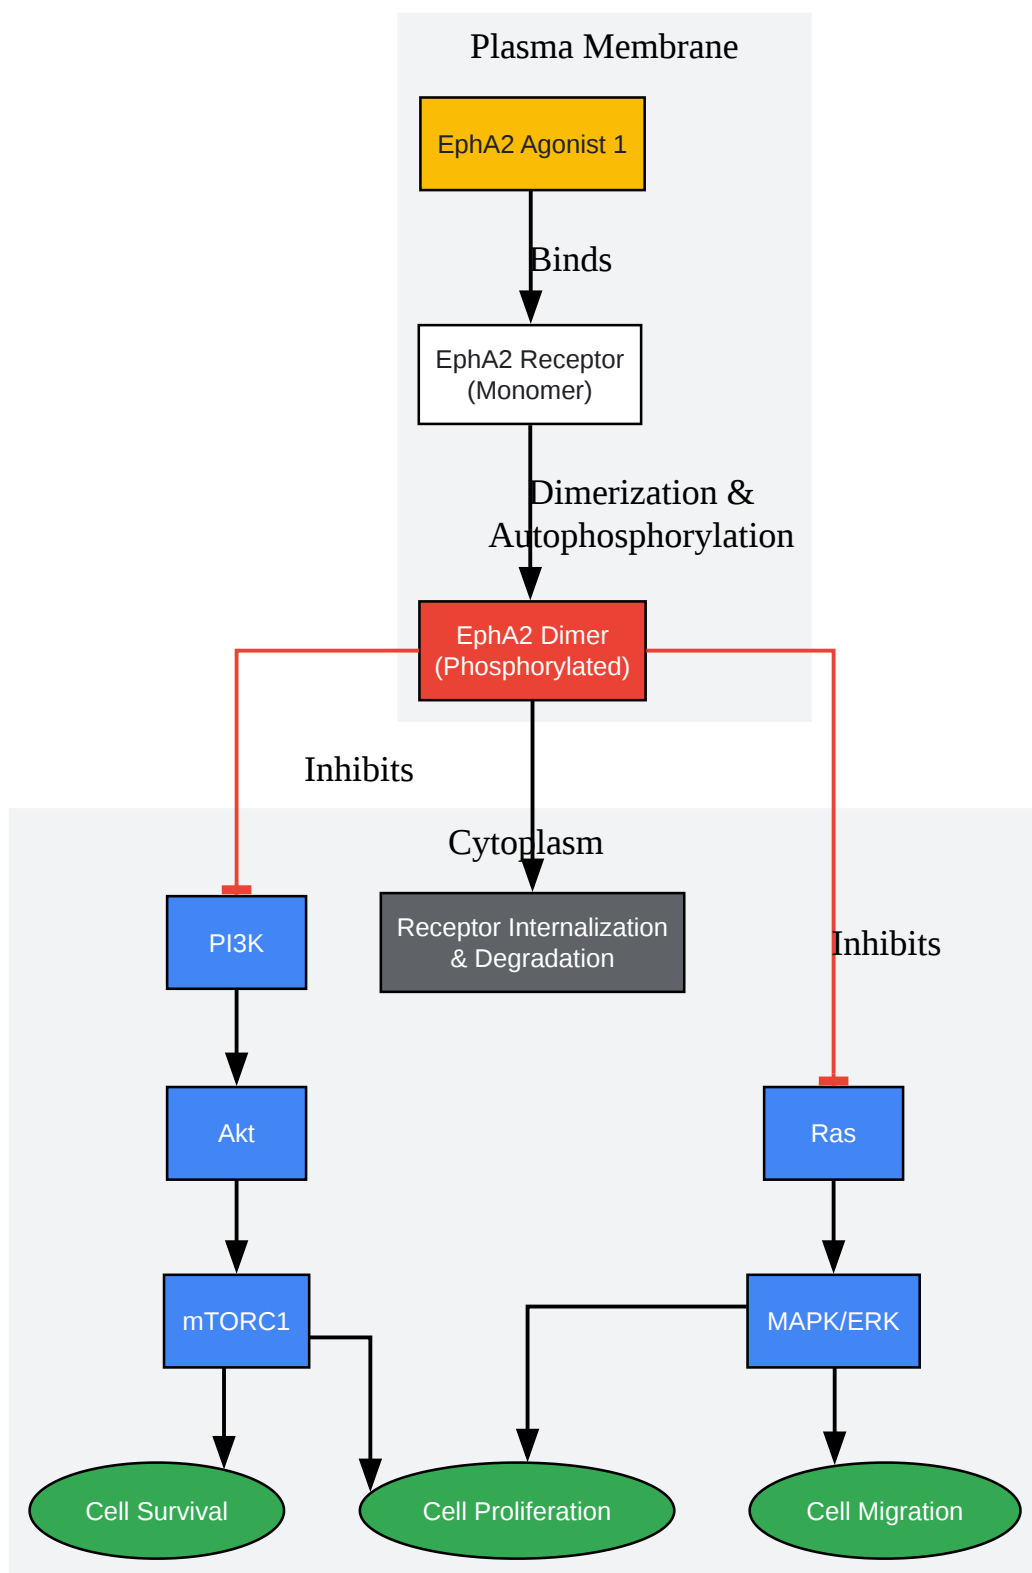 Plasma Membrane
EphA2 Agonist 1
Binds
EphA2 Receptor
(Monomer)
Dimerization &
Autophosphorylation
EphA2 Dimer
(Phosphorylated)
Inhibits
Cytoplasm
Receptor Internalization
& Degradation
PI3K
Inhibits
Akt
Ras
mTORC1
MAPK/ERK
Cell Survival
Cell Proliferation
Cell Migration